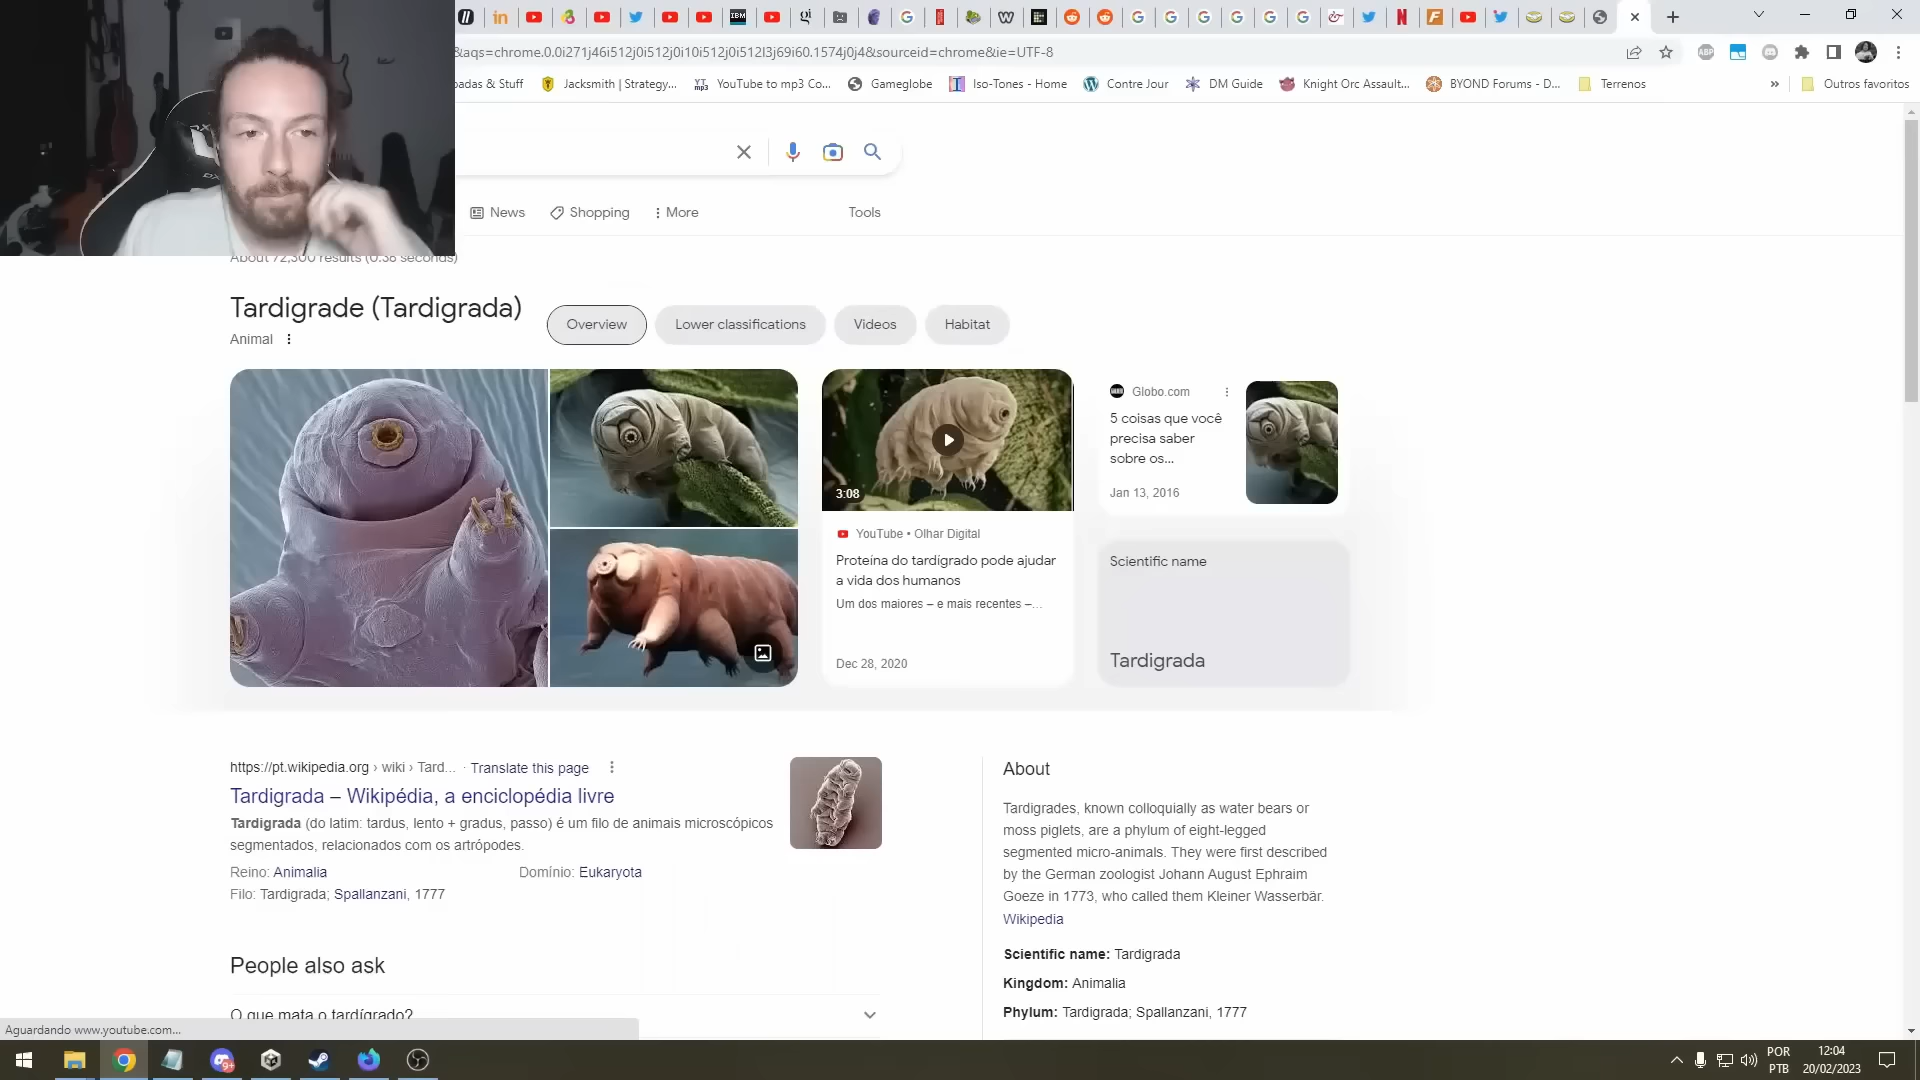 &aqs=chrome.0.0i271j46i512j0i512j0i10i512j0i512l3j69i60.1574j0j4&sourceid=chrome&ie=UTF-8
padas & Stuff
Jacksmith | Strategy...
YouTube to mp3 Co...
Gameglobe
Iso-Tones - Home
Contre Jour
DM Guide
Knight Orc Assault...
BYOND Forums - D...
Terrenos
»
Outros favoritos
News
Shopping
More
Tools
About 72,300 results (0.38 seconds)
Tardigrade (Tardigrada)
Animal
Overview
Lower classifications
Videos
Habitat
3:08
YouTube • Olhar Digital
Proteína do tardígrado pode ajudar
a vida dos humanos
Um dos maiores – e mais recentes –...
Dec 28, 2020
Globo.com
5 coisas que você
precisa saber
sobre os...
Jan 13, 2016
Scientific name
Tardigrada
https://pt.wikipedia.org › wiki › Tard... · Translate this page
Tardigrada – Wikipédia, a enciclopédia livre
Tardigrada (do latim: tardus, lento + gradus, passo) é um filo de animais microscópicos
segmentados, relacionados com os artrópodes.
Reino: Animalia
Domínio: Eukaryota
Filo: Tardigrada; Spallanzani, 1777
People also ask
O que mata o tardígrado?
About
Tardigrades, known colloquially as water bears or
moss piglets, are a phylum of eight-legged
segmented micro-animals. They were first described
by the German zoologist Johann August Ephraim
Goeze in 1773, who called them Kleiner Wasserbär.
Wikipedia
Scientific name: Tardigrada
Kingdom: Animalia
Phylum: Tardigrada; Spallanzani, 1777
Aguardando www.youtube.com...
9+
POR
PTB
12:04
20/02/2023